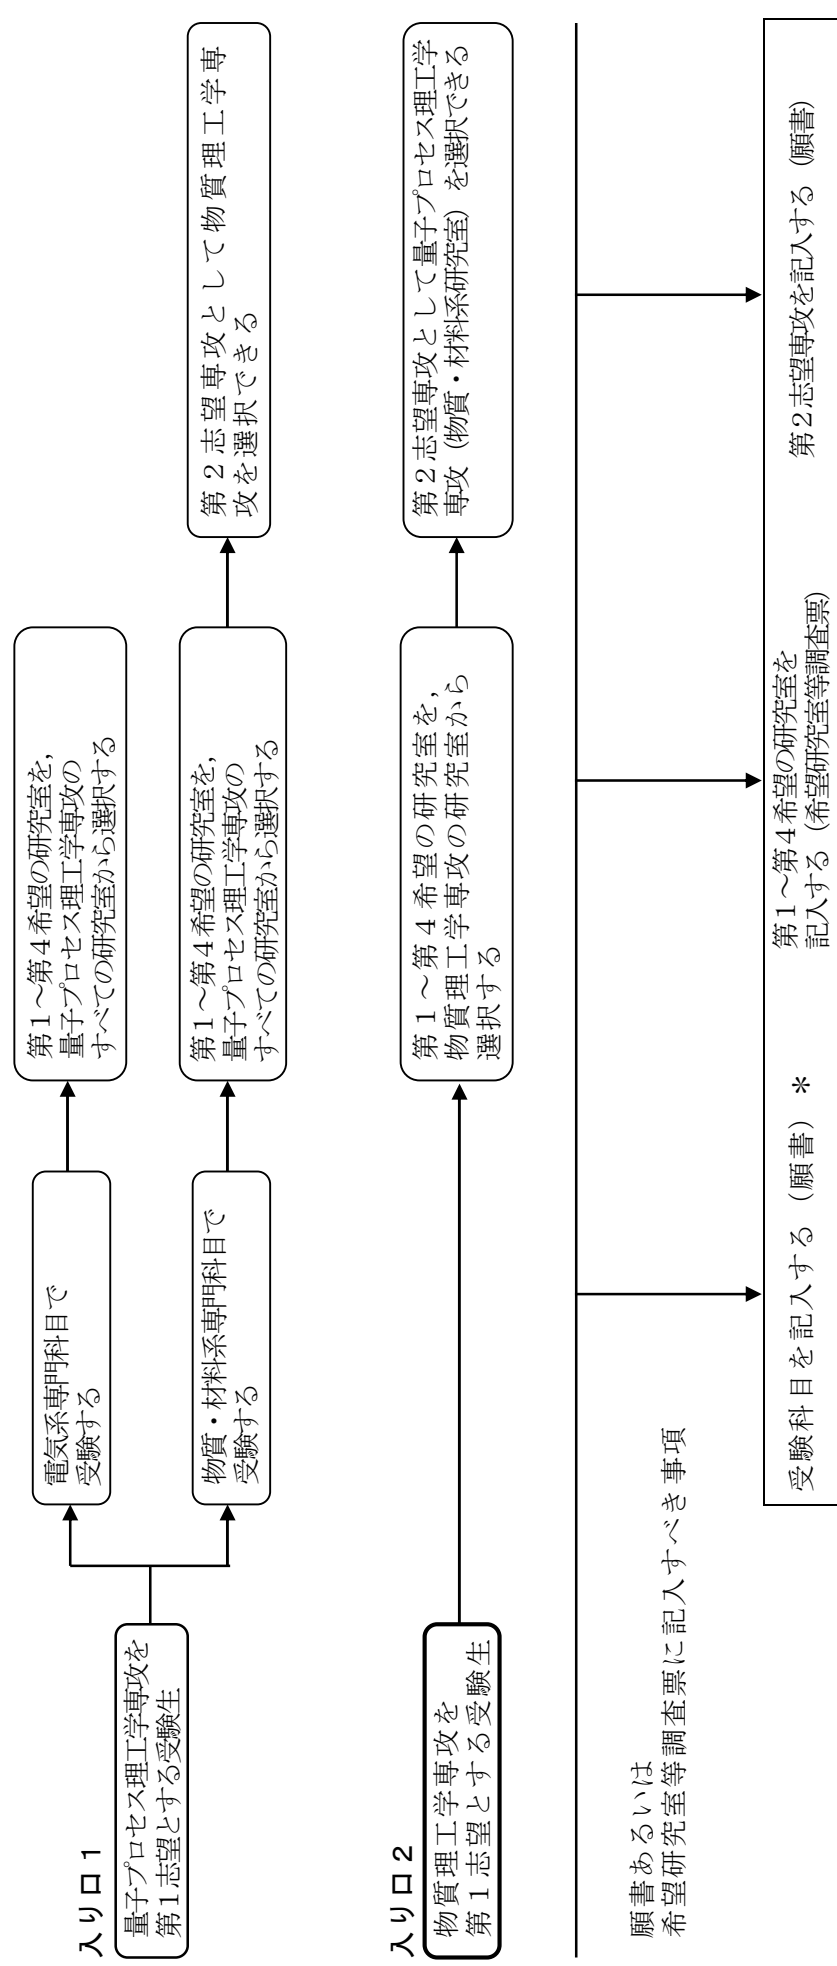 入り口1
量子プロセス理工学専攻を
第1志望とする受験生
電気系専門科目で
受験する
第1～第4希望の研究室を,
量子プロセス理工学専攻の
すべての研究室から選択する
物質・材料系専門科目で
受験する
第1～第4希望の研究室を,
量子プロセス理工学専攻の
すべての研究室から選択する
第2志望専攻として物質理工学専
攻を選択できる
入り口2
物質理工学専攻を
第1志望とする受験生
第1～第4希望の研究室を,
物質理工学専攻の研究室から
選択する
第2志望専攻として量子プロセス理工学
専攻（物質・材料系研究室）を選択できる
願書あるいは
希望研究室等調査票に記入すべき事項
受験科目を記入する（願書）＊
第1～第4希望の研究室を
記入する（希望研究室等調査票）
第2志望専攻を記入する（願書）